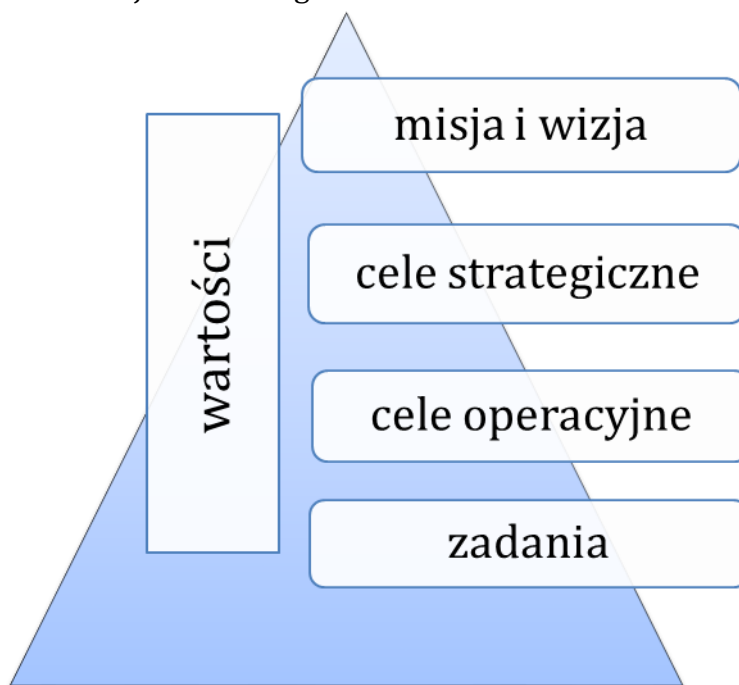 misja i wizja
wartości
cele strategiczne
cele operacyjne
zadania